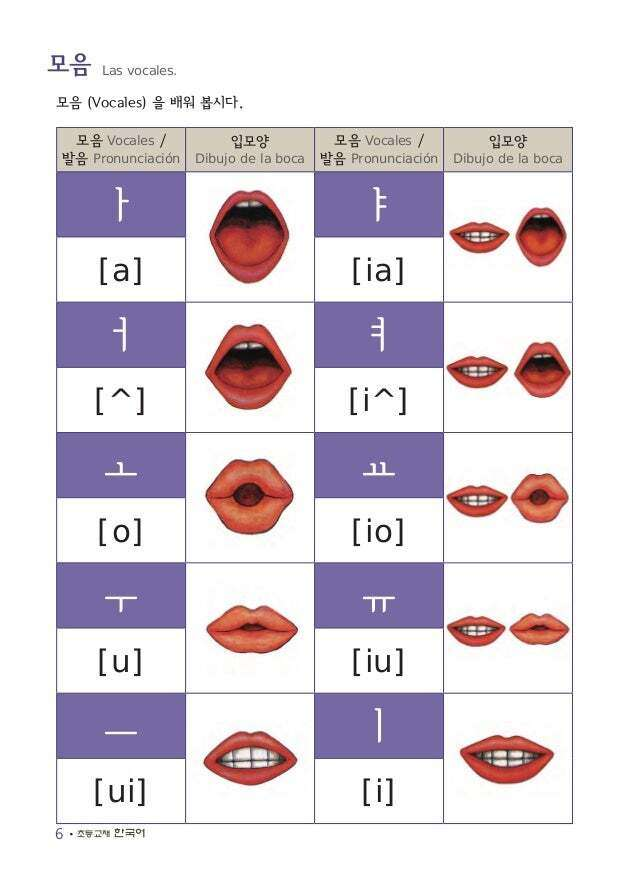 모음 Las vocales.
모음 (Vocales) 을 배워 봅시다.
모음 Vocales / 입모양 모음 Vocales / 입모양
발음 Pronunciación Dibujo de la boca 발음 Pronunciación Dibujo de la boca
ㅏ ㅑ
[a] [ia]
ㅓ ㅕ
[^] [i^]
ㅗ ㅛ
[o] [io]
ㅜ ㅠ
[u] [iu]
ㅡ ㅣ
[ui] [i]
6 • 초등교재 한국어